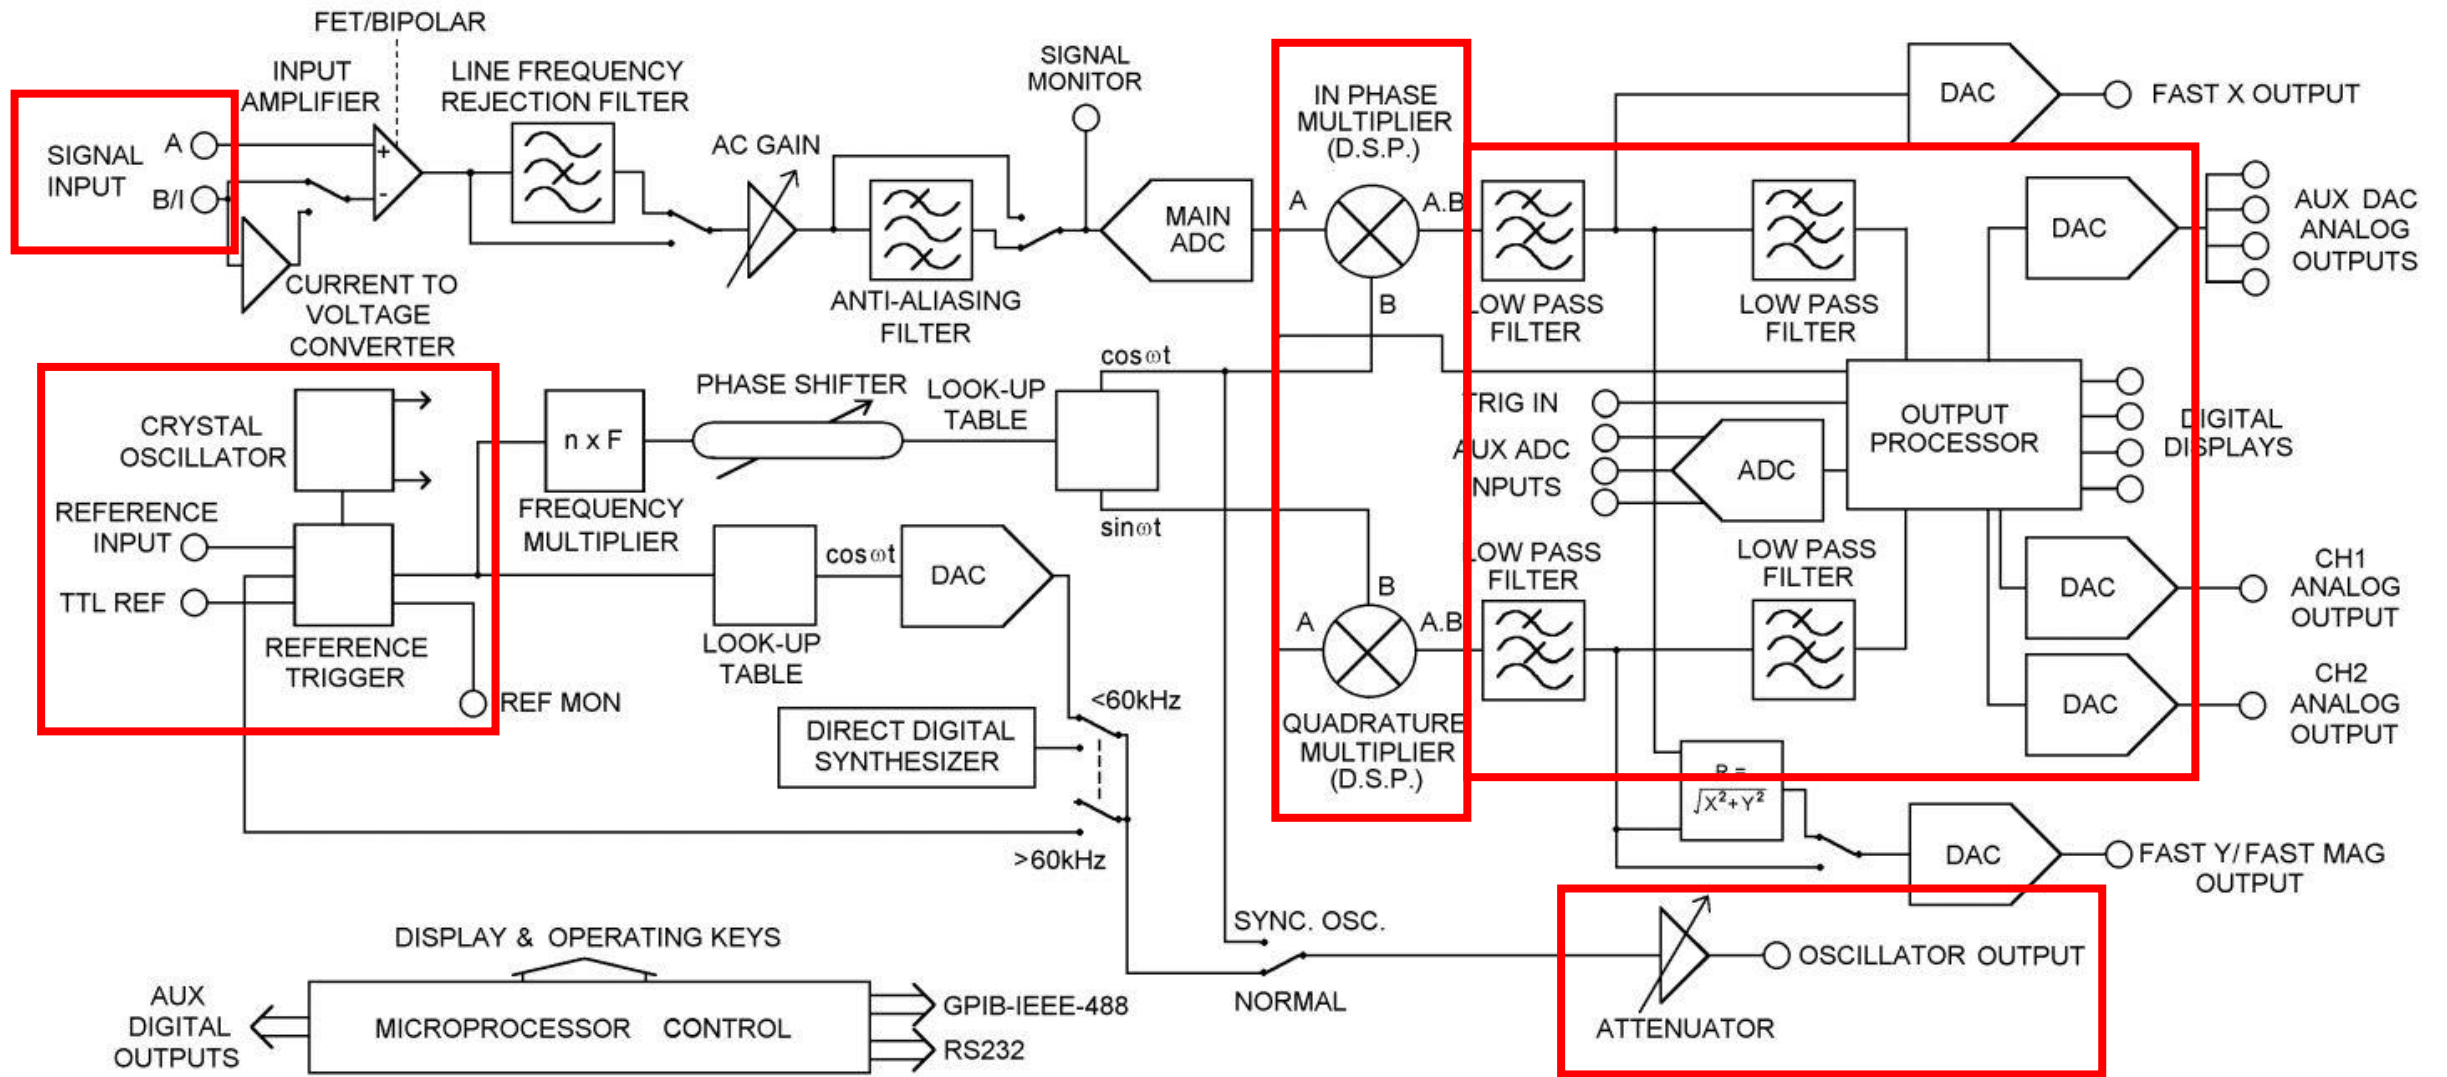 FET/BIPOLAR
INPUT
AMPLIFIER
LINE FREQUENCY
REJECTION FILTER
SIGNAL
MONITOR
SIGNAL
INPUT
A
B/I
+
-
CURRENT TO
VOLTAGE
CONVERTER
AC GAIN
ANTI-ALIASING
FILTER
MAIN
ADC
IN PHASE
MULTIPLIER
(D.S.P.)
A
A.B
B
LOW PASS
FILTER
LOW PASS
FILTER
DAC
FAST X OUTPUT
DAC
AUX DAC
ANALOG
OUTPUTS
CRYSTAL
OSCILLATOR
REFERENCE
INPUT
TTL REF
REFERENCE
TRIGGER
REF MON
n x F
FREQUENCY
MULTIPLIER
PHASE SHIFTER
LOOK-UP
TABLE
cosωt
sinωt
LOOK-UP
TABLE
cosωt
DAC
DIRECT DIGITAL
SYNTHESIZER
<60kHz
>60kHz
TRIG IN
AUX ADC
INPUTS
ADC
OUTPUT
PROCESSOR
DIGITAL
DISPLAYS
A
B
A.B
QUADRATURE
MULTIPLIER
(D.S.P.)
LOW PASS
FILTER
LOW PASS
FILTER
DAC
CH1
ANALOG
OUTPUT
DAC
CH2
ANALOG
OUTPUT
R =
√X²+Y²
DAC
FAST Y/FAST MAG
OUTPUT
SYNC. OSC.
NORMAL
ATTENUATOR
OSCILLATOR OUTPUT
DISPLAY & OPERATING KEYS
AUX
DIGITAL
OUTPUTS
MICROPROCESSOR CONTROL
GPIB-IEEE-488
RS232